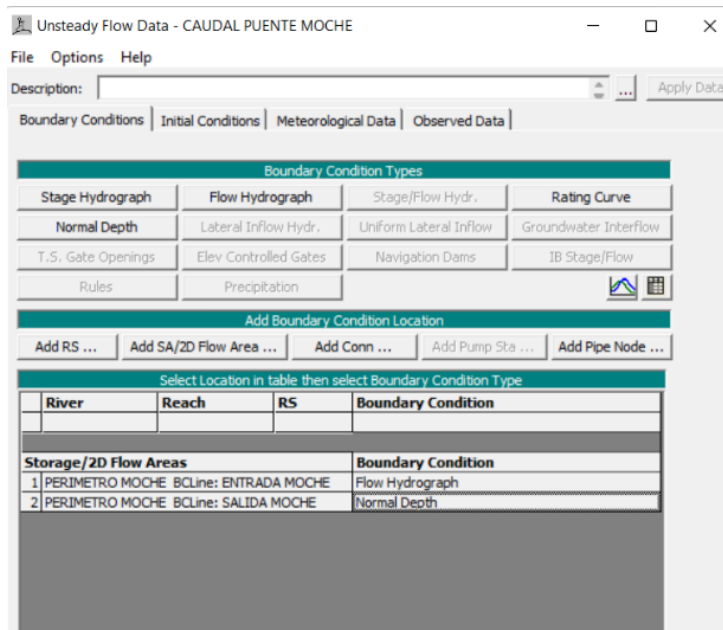 Unsteady Flow Data - CAUDAL PUENTE MOCHE
File Options Help
Description: ... Apply Data
Boundary Conditions Initial Conditions Meteorological Data Observed Data
Boundary Condition Types
Stage Hydrograph Flow Hydrograph Stage/Flow Hydr. Rating Curve
Normal Depth Lateral Inflow Hydr. Uniform Lateral Inflow Groundwater Interflow
T.S. Gate Openings Elev Controlled Gates Navigation Dams IB Stage/Flow
Rules Precipitation
Add Boundary Condition Location
Add RS ... Add SA/2D Flow Area ... Add Conn ... Add Pump Sta ... Add Pipe Node ...
Select Location in table then select Boundary Condition Type
River Reach RS Boundary Condition
Storage/2D Flow Areas Boundary Condition
1 PERIMETRO MOCHE BCLine: ENTRADA MOCHE Flow Hydrograph
2 PERIMETRO MOCHE BCLine: SALIDA MOCHE Normal Depth